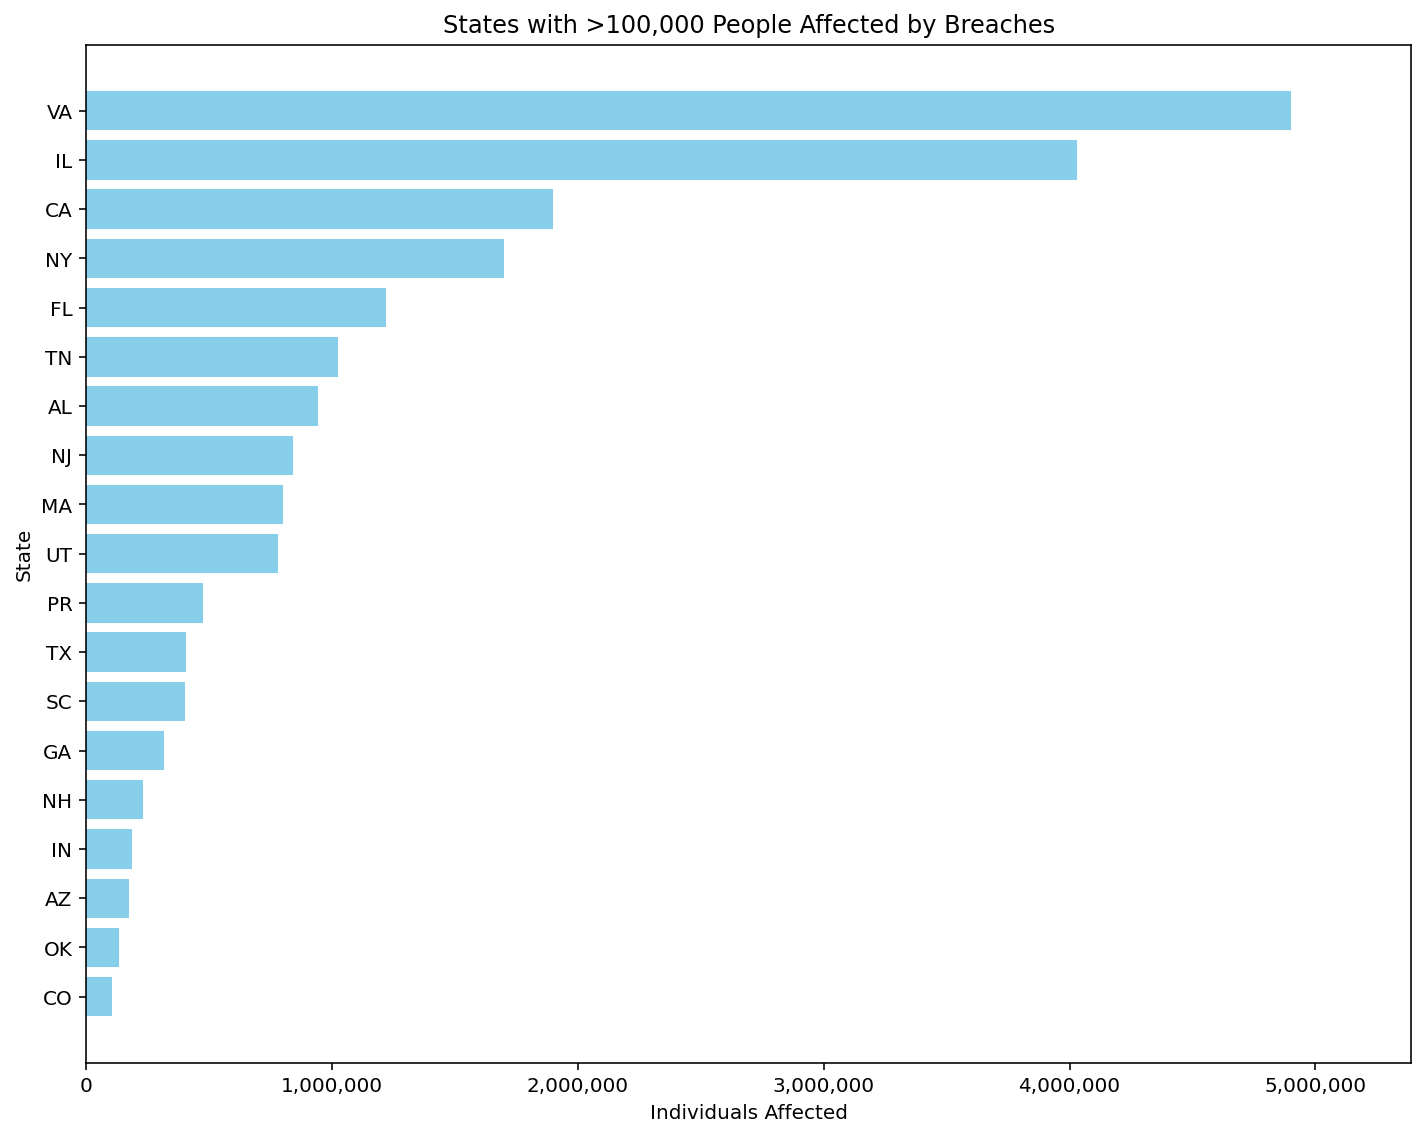 States with >100,000 People Affected by Breaches
VA
IL
CA
NY
FL
TN
AL
NJ
MA
UT
PR
TX
SC
GA
NH
IN
AZ
OK
CO
State
0 1,000,000 2,000,000 3,000,000 4,000,000 5,000,000
Individuals Affected